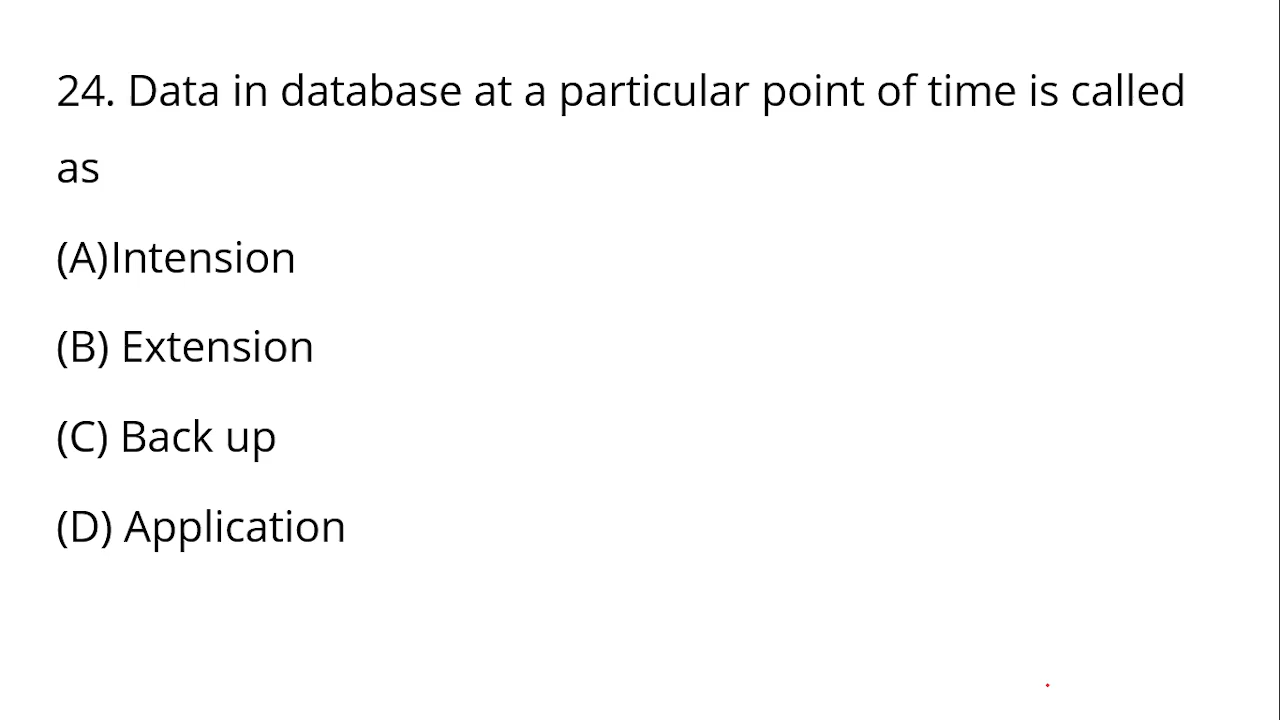 24. Data in database at a particular point of time is called
as
(A)Intension
(B) Extension
(C) Back up
(D) Application